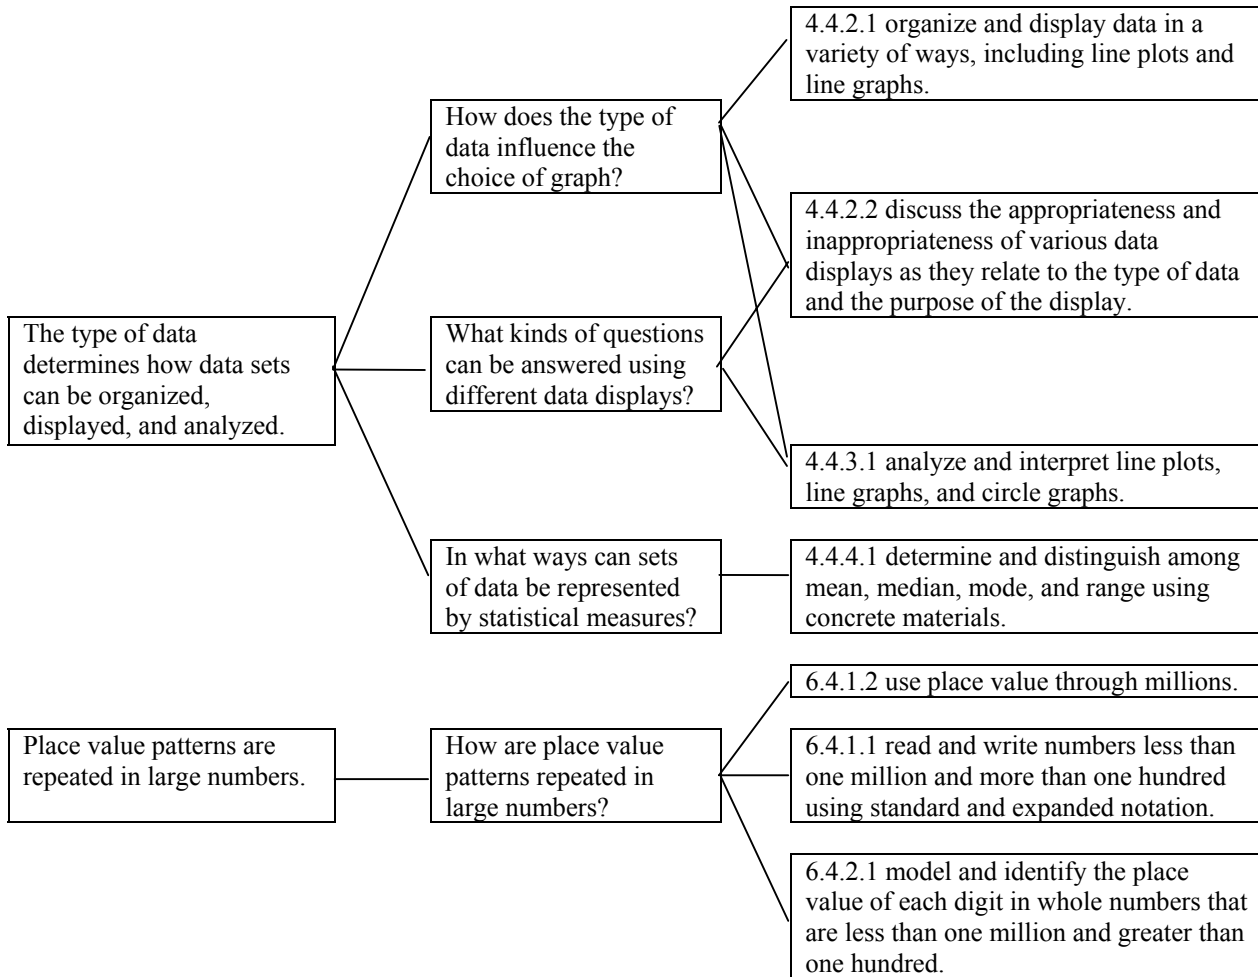 The type of data
determines how data sets
can be organized,
displayed, and analyzed.
How does the type of
data influence the
choice of graph?
What kinds of questions
can be answered using
different data displays?
In what ways can sets
of data be represented
by statistical measures?
4.4.2.1 organize and display data in a
variety of ways, including line plots and
line graphs.
4.4.2.2 discuss the appropriateness and
inappropriateness of various data
displays as they relate to the type of data
and the purpose of the display.
4.4.3.1 analyze and interpret line plots,
line graphs, and circle graphs.
4.4.4.1 determine and distinguish among
mean, median, mode, and range using
concrete materials.
Place value patterns are
repeated in large numbers.
How are place value
patterns repeated in
large numbers?
6.4.1.2 use place value through millions.
6.4.1.1 read and write numbers less than
one million and more than one hundred
using standard and expanded notation.
6.4.2.1 model and identify the place
value of each digit in whole numbers that
are less than one million and greater than
one hundred.